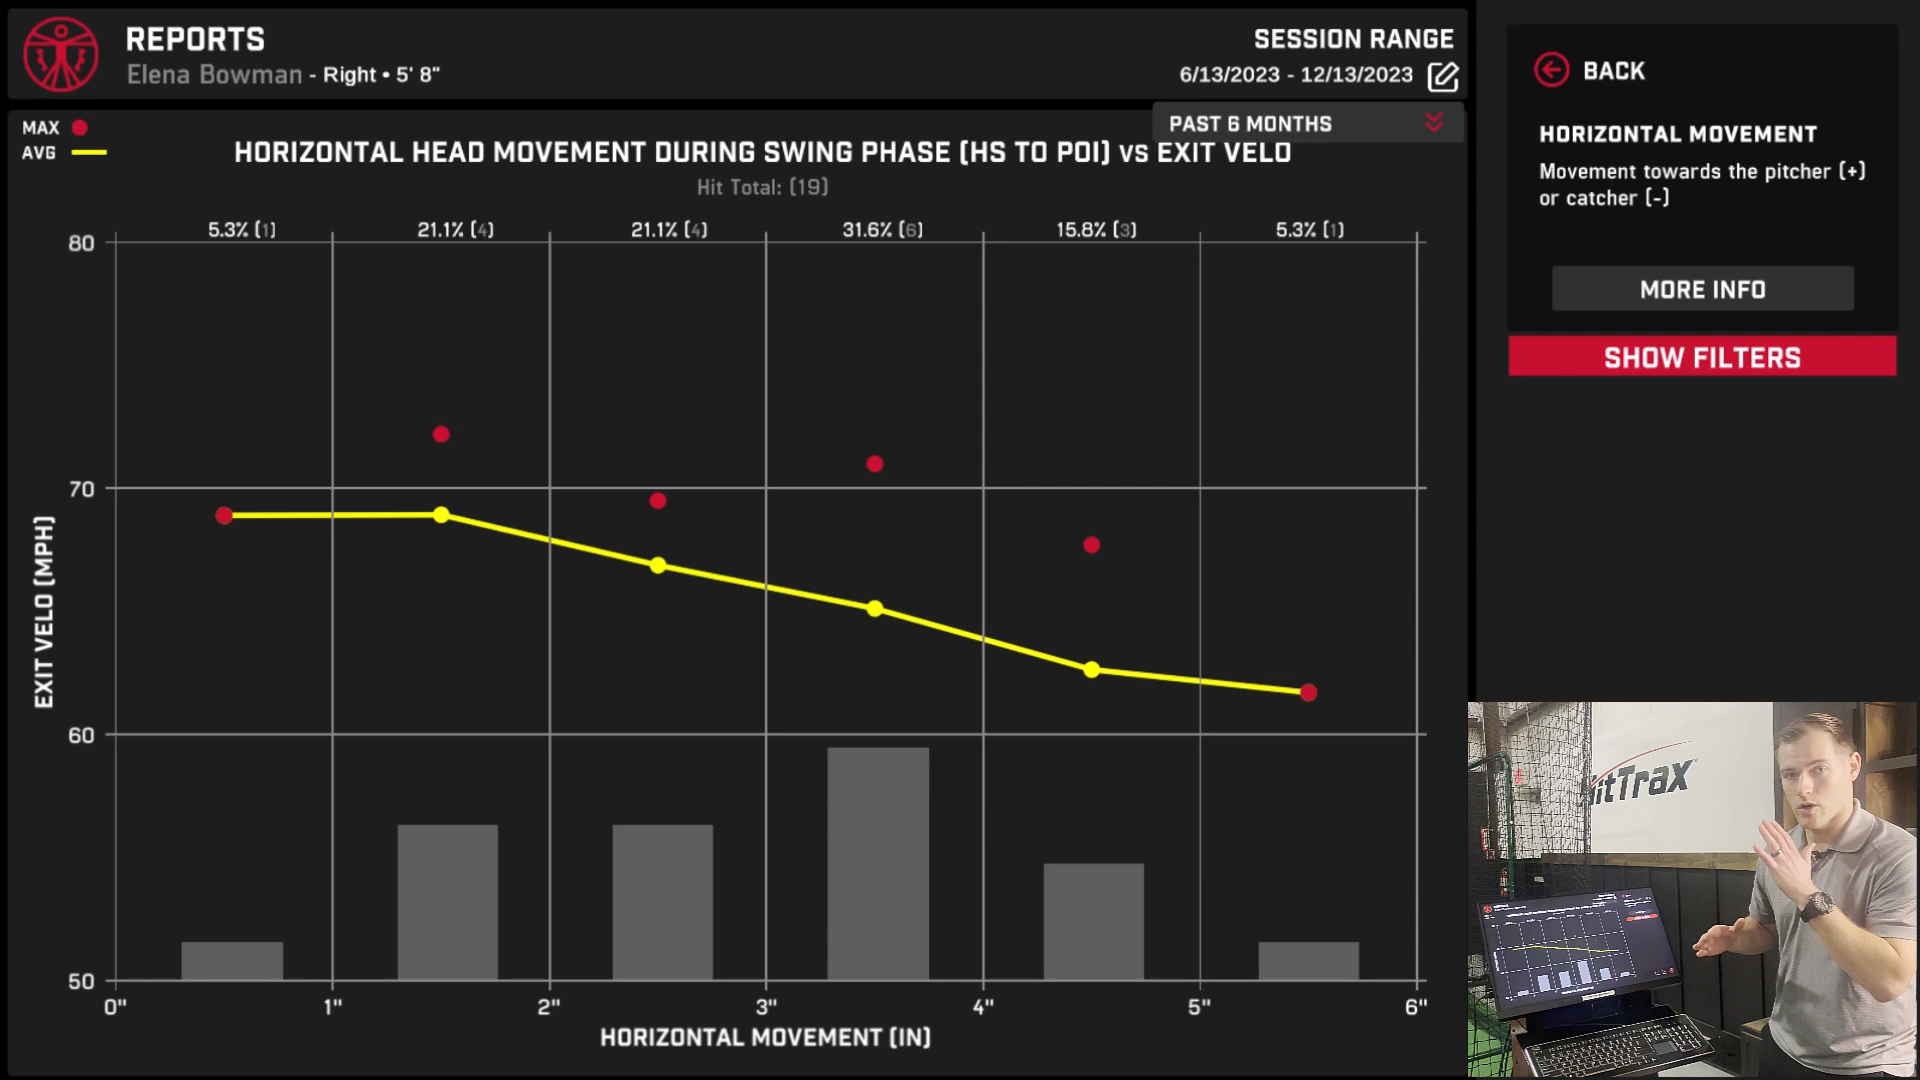 REPORTS
Elena Bowman - Right • 5' 8"
SESSION RANGE
6/13/2023 - 12/13/2023
PAST 6 MONTHS
MAX
AVG
HORIZONTAL HEAD MOVEMENT DURING SWING PHASE (HS TO POI) vs EXIT VELO
Hit Total: (19)
5.3% (1) 21.1% (4) 21.1% (4) 31.6% (6) 15.8% (3) 5.3% (1)
80
70
60
50
EXIT VELO (MPH)
0" 1" 2" 3" 4" 5" 6"
HORIZONTAL MOVEMENT (IN)
BACK
HORIZONTAL MOVEMENT
Movement towards the pitcher (+)
or catcher (-)
MORE INFO
SHOW FILTERS
HitTrax